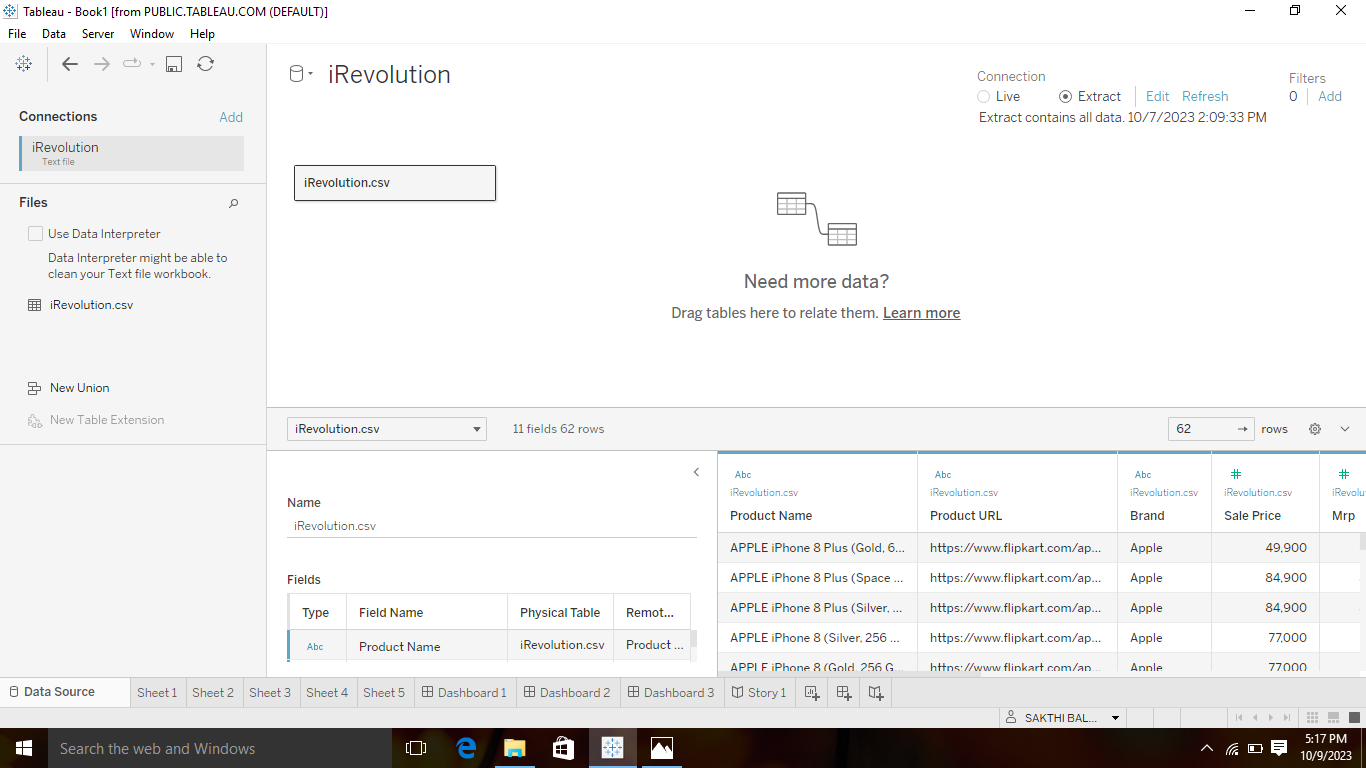 Tableau - Book1 [from PUBLIC.TABLEAU.COM (DEFAULT)]
File Data Server Window Help
iRevolution
Connection
Live Extract Edit Refresh
Extract contains all data. 10/7/2023 2:09:33 PM
Filters
0 Add
Connections Add
iRevolution
Text file
Files
Use Data Interpreter
Data Interpreter might be able to
clean your Text file workbook.
iRevolution.csv
New Union
New Table Extension
iRevolution.csv
Need more data?
Drag tables here to relate them. Learn more
iRevolution.csv 11 fields 62 rows 62 rows
Name
iRevolution.csv
Fields
Type Field Name Physical Table Remot...
Abc Product Name iRevolution.csv Product ...
Abc Abc Abc # #
iRevolution.csv iRevolution.csv iRevolution.csv iRevolution.csv iRevolu
Product Name Product URL Brand Sale Price Mrp
APPLE iPhone 8 Plus (Gold, 6... https://www.flipkart.com/ap... Apple 49,900
APPLE iPhone 8 Plus (Space ... https://www.flipkart.com/ap... Apple 84,900
APPLE iPhone 8 Plus (Silver, ... https://www.flipkart.com/ap... Apple 84,900
APPLE iPhone 8 (Silver, 256 ... https://www.flipkart.com/ap... Apple 77,000
APPLE iPhone 8 (Gold, 256 G... https://www.flipkart.com/ap... Apple 77,000
Data Source Sheet 1 Sheet 2 Sheet 3 Sheet 4 Sheet 5 Dashboard 1 Dashboard 2 Dashboard 3 Story 1
SAKTHI BAL...
Search the web and Windows
5:17 PM
10/9/2023